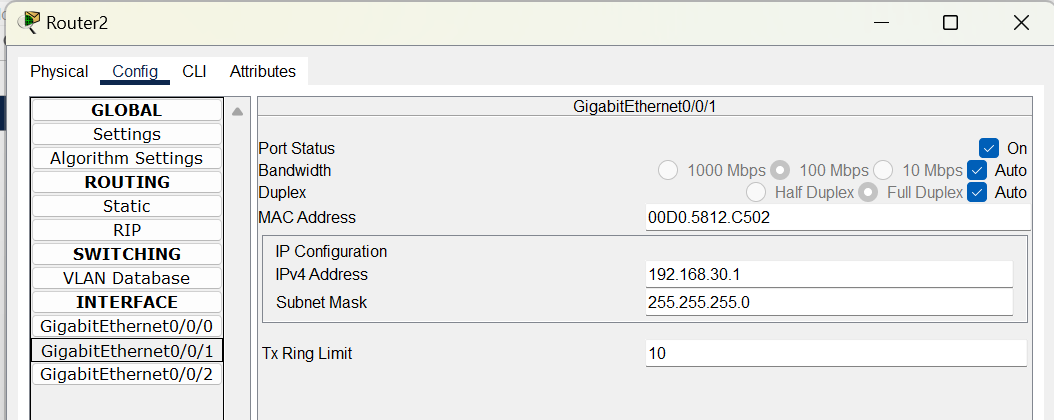 Router2
Physical Config CLI Attributes
GLOBAL
Settings
Algorithm Settings
ROUTING
Static
RIP
SWITCHING
VLAN Database
INTERFACE
GigabitEthernet0/0/0
GigabitEthernet0/0/1
GigabitEthernet0/0/2
GigabitEthernet0/0/1
Port Status On
Bandwidth 1000 Mbps 100 Mbps 10 Mbps Auto
Duplex Half Duplex Full Duplex Auto
MAC Address 00D0.5812.C502
IP Configuration
IPv4 Address 192.168.30.1
Subnet Mask 255.255.255.0
Tx Ring Limit 10